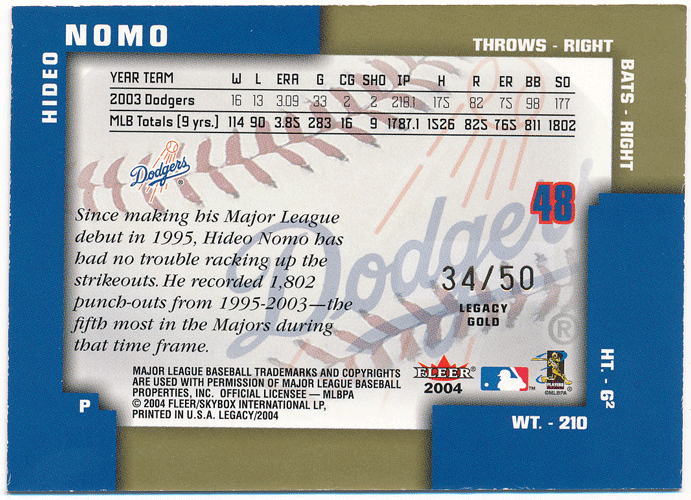 HIDEO NOMO
THROWS - RIGHT
BATS - RIGHT
YEAR TEAM W L ERA G CG SHO IP H R ER BB SO
2003 Dodgers 16 13 3.09 33 2 2 218.1 175 82 75 98 177
MLB Totals (9 yrs.) 114 90 3.85 283 16 9 1787.1 1526 825 765 811 1802
Dodgers
®
48
Since making his Major League
debut in 1995, Hideo Nomo has
had no trouble racking up the
strikeouts. He recorded 1,802
punch-outs from 1995-2003—the
fifth most in the Majors during
that time frame.
Dodgers
®
34/50
LEGACY
GOLD
MAJOR LEAGUE BASEBALL TRADEMARKS AND COPYRIGHTS
ARE USED WITH PERMISSION OF MAJOR LEAGUE BASEBALL
PROPERTIES, INC. OFFICIAL LICENSEE — MLBPA
© 2004 FLEER/SKYBOX INTERNATIONAL LP,
PRINTED IN U.S.A. LEGACY/2004
FLEER
2004
PLAYERS
©MLBPA
P
HT. - 6²
WT. - 210